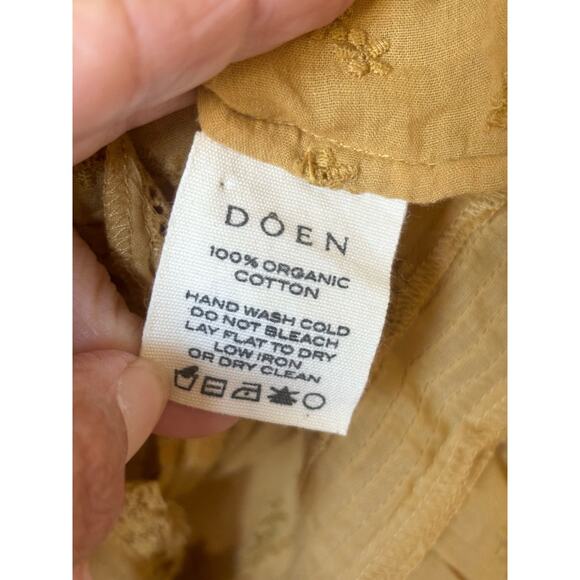 DÔEN
100% ORGANIC
COTTON
HAND WASH COLD
DO NOT BLEACH
LAY FLAT TO DRY
LOW IRON
OR DRY CLEAN